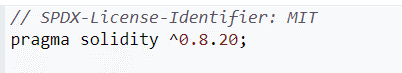 // SPDX-License-Identifier: MIT
pragma solidity ^0.8.20;